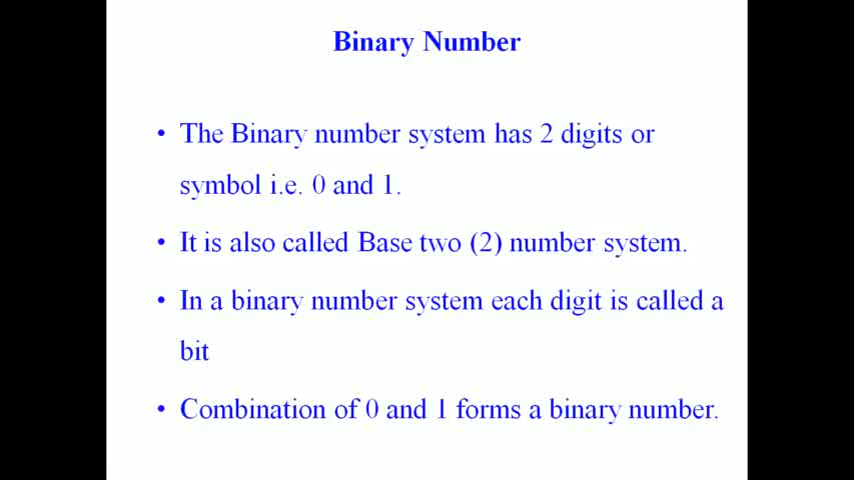 Binary Number
• The Binary number system has 2 digits or
symbol i.e. 0 and 1.
• It is also called Base two (2) number system.
• In a binary number system each digit is called a
bit
• Combination of 0 and 1 forms a binary number.